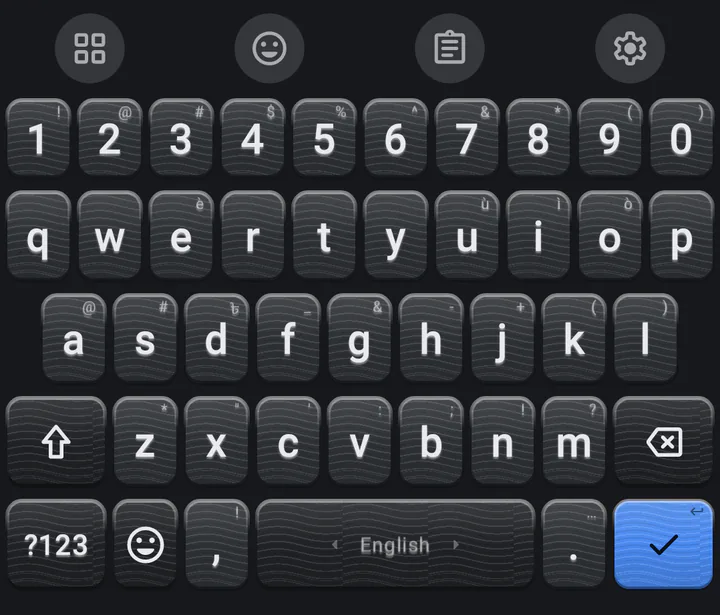 ! @ # $ % ^ & * ( )
1 2 3 4 5 6 7 8 9 0
è ù ì ò
q w e r t y u i o p
@ # _ & - + ( )
a s d f g h j k l
* " ' : ; ! ?
z x c v b n m
! ...
?123 , English .